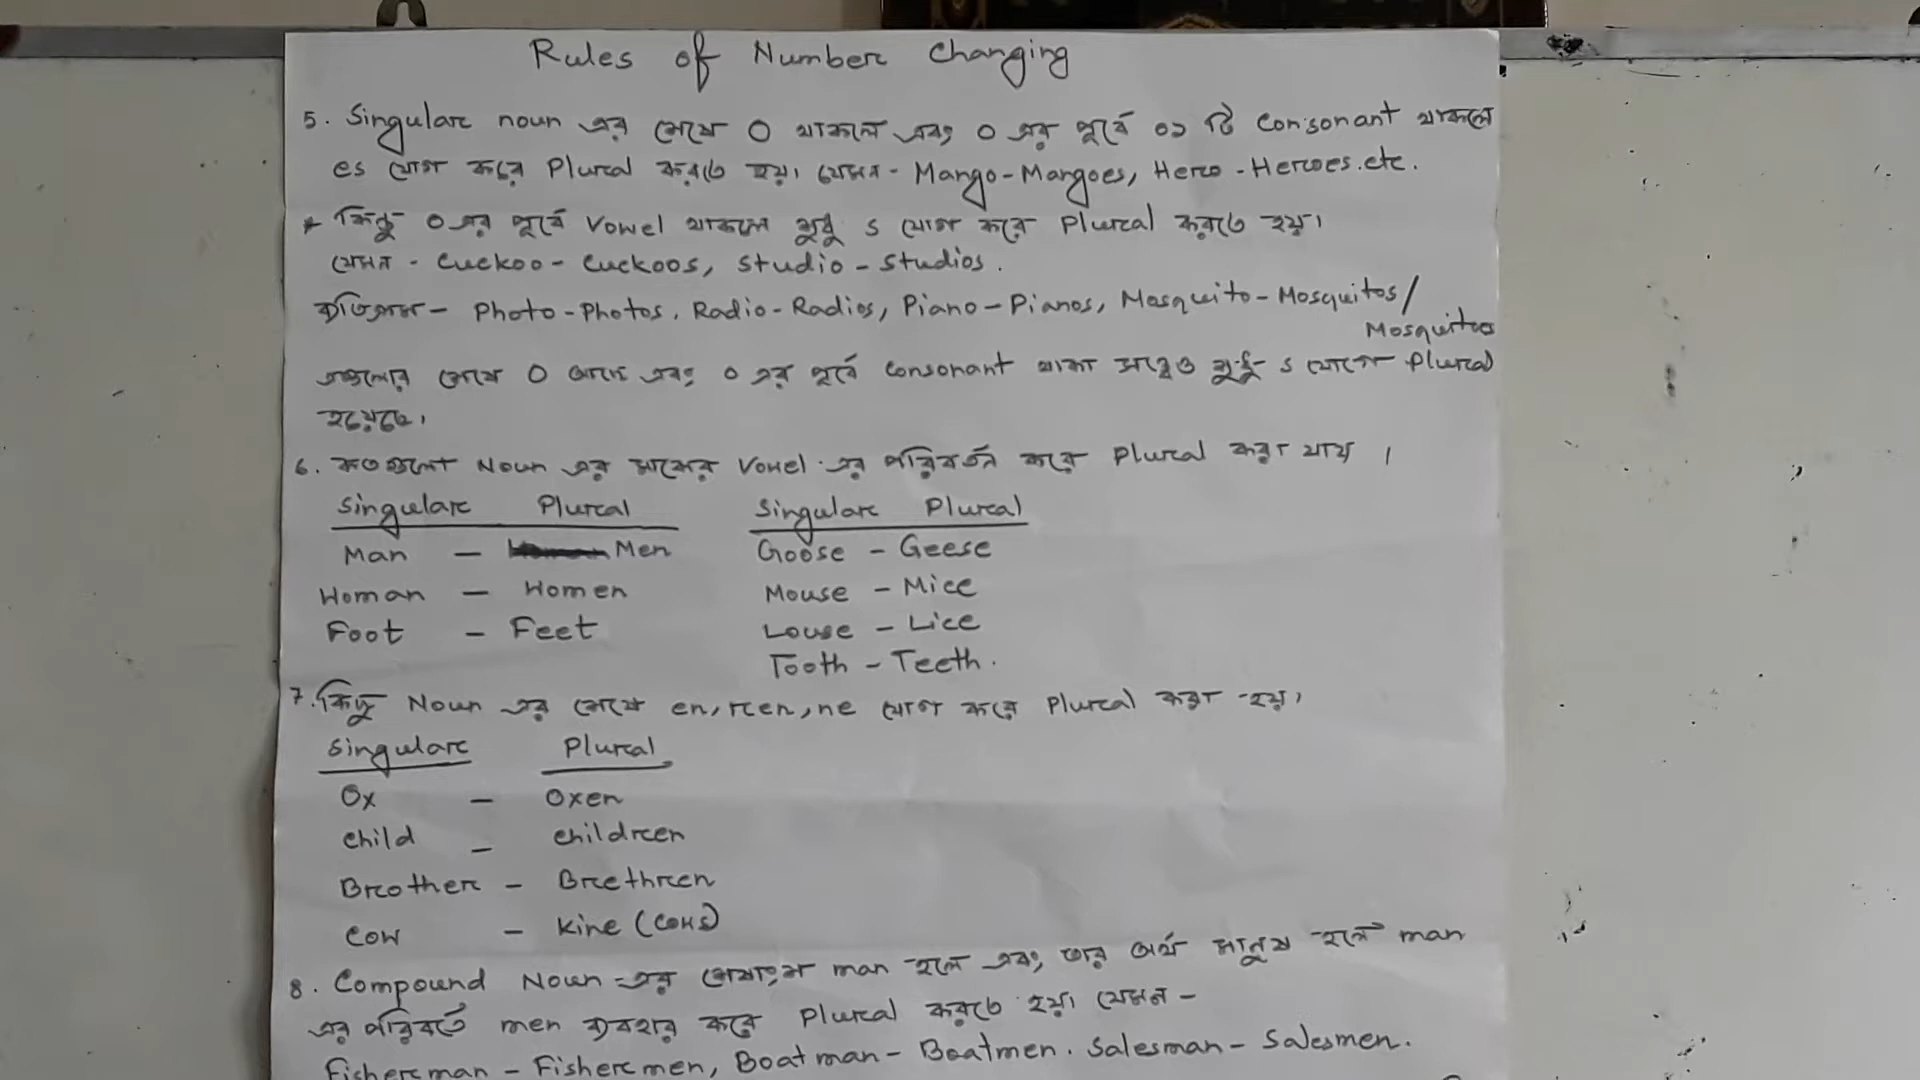 Rules of Number Changing
5. Singular noun এর শেষে O থাকলে এবং O এর পূর্বে ০১ টি Consonant থাকলে
es যোগ করে Plural করতে হয়। যেমন - Mango - Mangoes, Hero - Heroes.etc.
* কিন্তু O এর পূর্বে Vowel থাকলে শুধু s যোগ করে Plural করতে হয়।
যেমন - Cuckoo - Cuckoos, Studio - Studios.
ব্যতিক্রম - Photo - Photos, Radio - Radios, Piano - Pianos, Mosquito - Mosquitos/
Mosquitoes
এগুলোর শেষে O আছে এবং O এর পূর্বে Consonant থাকা সত্ত্বেও শুধু s যোগে Plural
হয়েছে।
6. কতগুলো Noun এর মাঝের Vowel এর পরিবর্তন করে Plural করা যায়।
Singular Plural Singular Plural
Man - Men Goose - Geese
Woman - Women Mouse - Mice
Foot - Feet Louse - Lice
Tooth - Teeth.
7. কিছু Noun এর শেষে en, ren, ne যোগ করে Plural করা হয়।
Singular Plural
Ox - Oxen
Child - Children
Brother - Brethren
Cow - Kine (Cows)
8. Compound Noun এর শেষাংশ man হলে এবং তার অর্থ মানুষ হলে man
এর পরিবর্তে men ব্যবহার করে Plural করতে হয়। যেমন -
Fisherman - Fishermen, Boatman - Boatmen. Salesman - Salesmen.